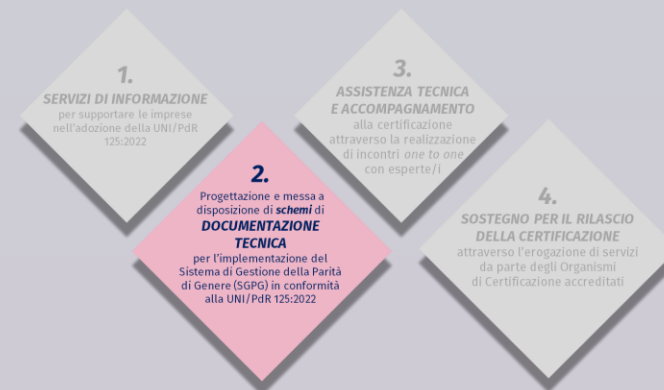 1.
SERVIZI DI INFORMAZIONE
per supportare le imprese
nell'adozione della UNI/PdR
125:2022
2.
Progettazione e messa a
disposizione di schemi di
DOCUMENTAZIONE
TECNICA
per l'implementazione del
Sistema di Gestione della Parità
di Genere (SGPG) in conformità
alla UNI/PdR 125:2022
3.
ASSISTENZA TECNICA
E ACCOMPAGNAMENTO
alla certificazione
attraverso la realizzazione
di incontri one to one
con esperte/i
4.
SOSTEGNO PER IL RILASCIO
DELLA CERTIFICAZIONE
attraverso l'erogazione di servizi
da parte degli Organismi
di Certificazione accreditati